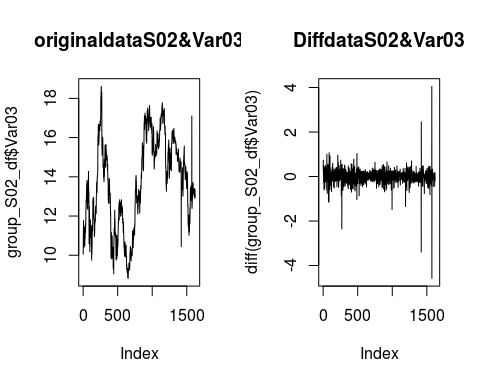 originaldataS02&Var03
group_S02_df$Var03
18
16
14
12
10
0
500
1500
Index
DiffdataS02&Var03
diff(group_S02_df$Var03)
4
2
0
-2
-4
0
500
1500
Index